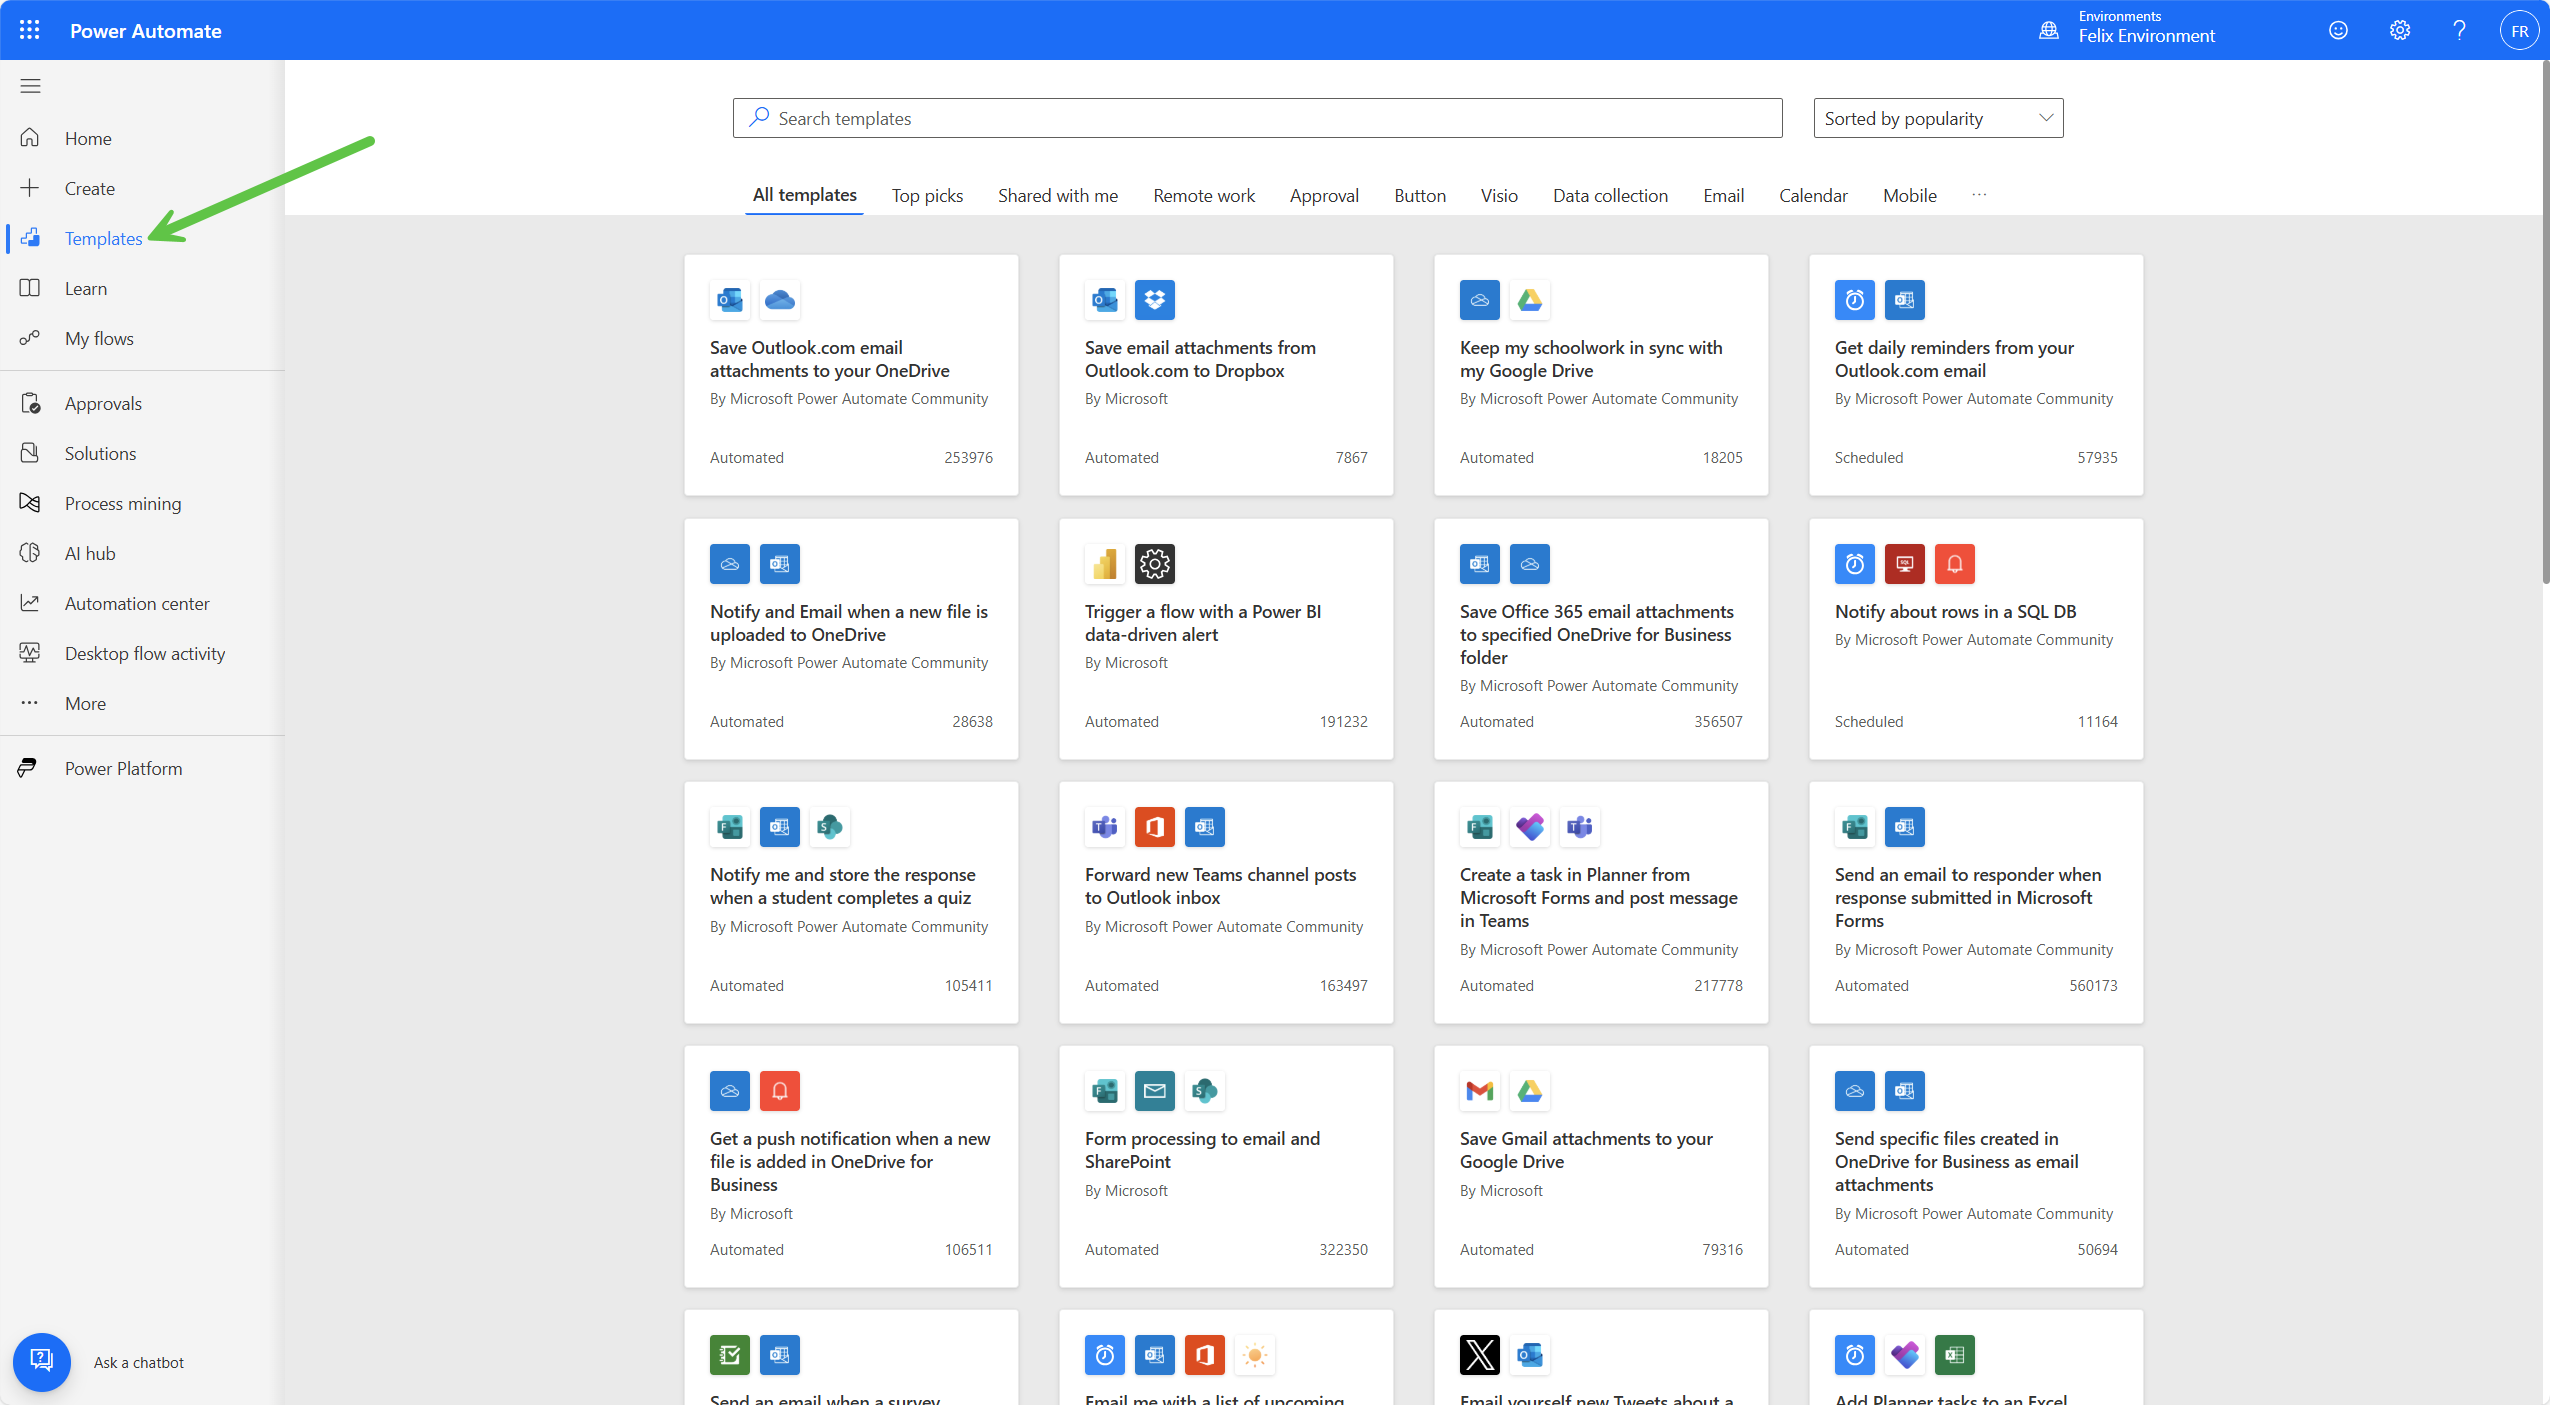 Power Automate
Environments
Felix Environment
FR
Home
Create
Templates
Learn
My flows
Approvals
Solutions
Process mining
AI hub
Automation center
Desktop flow activity
More
Power Platform
Ask a chatbot
Search templates
Sorted by popularity
All templates Top picks Shared with me Remote work Approval Button Visio Data collection Email Calendar Mobile ...
Save Outlook.com email
attachments to your OneDrive
By Microsoft Power Automate Community
Automated 253976
Save email attachments from
Outlook.com to Dropbox
By Microsoft
Automated 7867
Keep my schoolwork in sync with
my Google Drive
By Microsoft Power Automate Community
Automated 18205
Get daily reminders from your
Outlook.com email
By Microsoft Power Automate Community
Scheduled 57935
Notify and Email when a new file is
uploaded to OneDrive
By Microsoft Power Automate Community
Automated 28638
Trigger a flow with a Power BI
data-driven alert
By Microsoft
Automated 191232
Save Office 365 email attachments
to specified OneDrive for Business
folder
By Microsoft Power Automate Community
Automated 356507
SQL
Notify about rows in a SQL DB
By Microsoft Power Automate Community
Scheduled 11164
Notify me and store the response
when a student completes a quiz
By Microsoft Power Automate Community
Automated 105411
Forward new Teams channel posts
to Outlook inbox
By Microsoft Power Automate Community
Automated 163497
Create a task in Planner from
Microsoft Forms and post message
in Teams
By Microsoft Power Automate Community
Automated 217778
Send an email to responder when
response submitted in Microsoft
Forms
By Microsoft Power Automate Community
Automated 560173
Get a push notification when a new
file is added in OneDrive for
Business
By Microsoft
Automated 106511
Form processing to email and
SharePoint
By Microsoft
Automated 322350
Save Gmail attachments to your
Google Drive
By Microsoft
Automated 79316
Send specific files created in
OneDrive for Business as email
attachments
By Microsoft Power Automate Community
Automated 50694
Send an email when a survey
Email me with a list of upcoming
Email yourself new Tweets about a
Add Planner tasks to an Excel